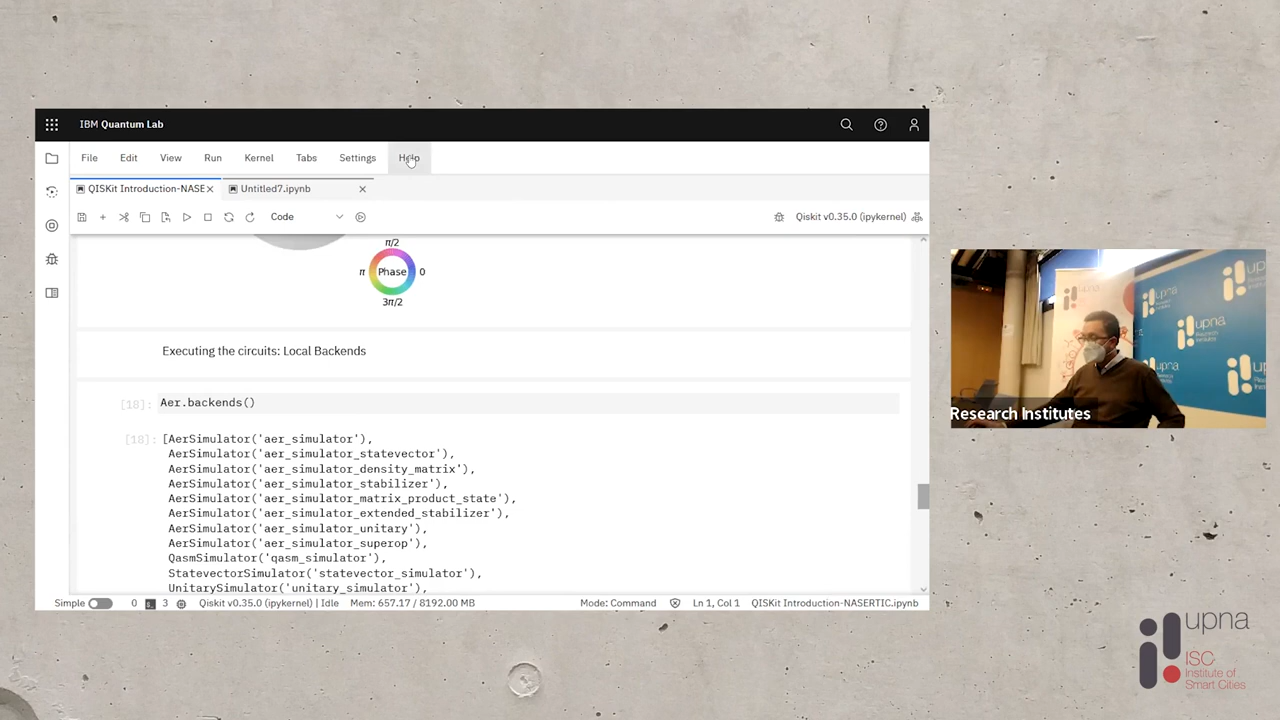 IBM Quantum Lab
File Edit View Run Kernel Tabs Settings Help
QISKit Introduction-NASE Untitled7.ipynb
Code Qiskit v0.35.0 (ipykernel)
π/2
π Phase 0
3π/2
Executing the circuits: Local Backends
[18]: Aer.backends()
[18]: [AerSimulator('aer_simulator'),
AerSimulator('aer_simulator_statevector'),
AerSimulator('aer_simulator_density_matrix'),
AerSimulator('aer_simulator_stabilizer'),
AerSimulator('aer_simulator_matrix_product_state'),
AerSimulator('aer_simulator_extended_stabilizer'),
AerSimulator('aer_simulator_unitary'),
AerSimulator('aer_simulator_superop'),
QasmSimulator('qasm_simulator'),
StatevectorSimulator('statevector_simulator'),
UnitarySimulator('unitary_simulator'),
Simple 0 3 Qiskit v0.35.0 (ipykernel) | Idle Mem: 657.17 / 8192.00 MB Mode: Command Ln 1, Col 1 QISKit Introduction-NASERTIC.ipynb
upna
upna
upna
upna
Research Institutes
upna
ISC
Institute of
Smart Cities